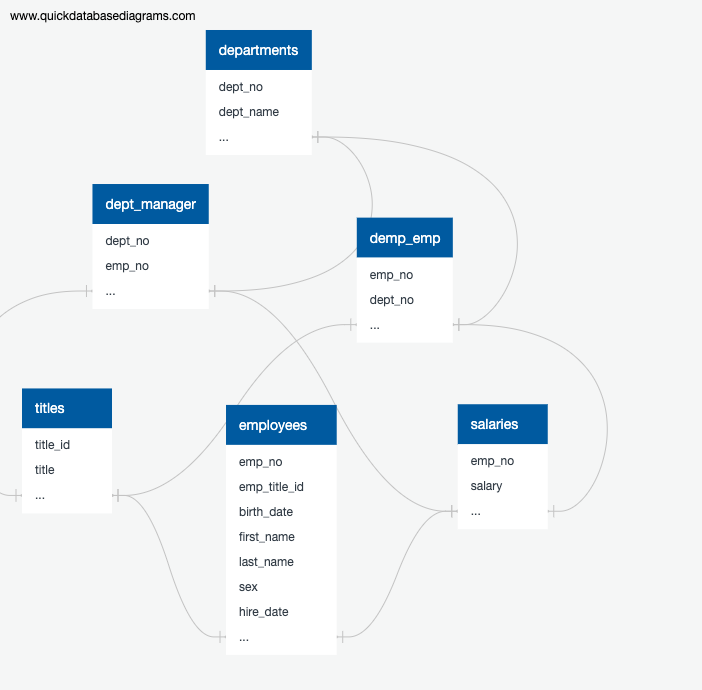 www.quickdatabasediagrams.com
departments
dept_no
dept_name
...
dept_manager
dept_no
emp_no
...
demp_emp
emp_no
dept_no
...
titles
title_id
title
...
employees
emp_no
emp_title_id
birth_date
first_name
last_name
sex
hire_date
...
salaries
emp_no
salary
...